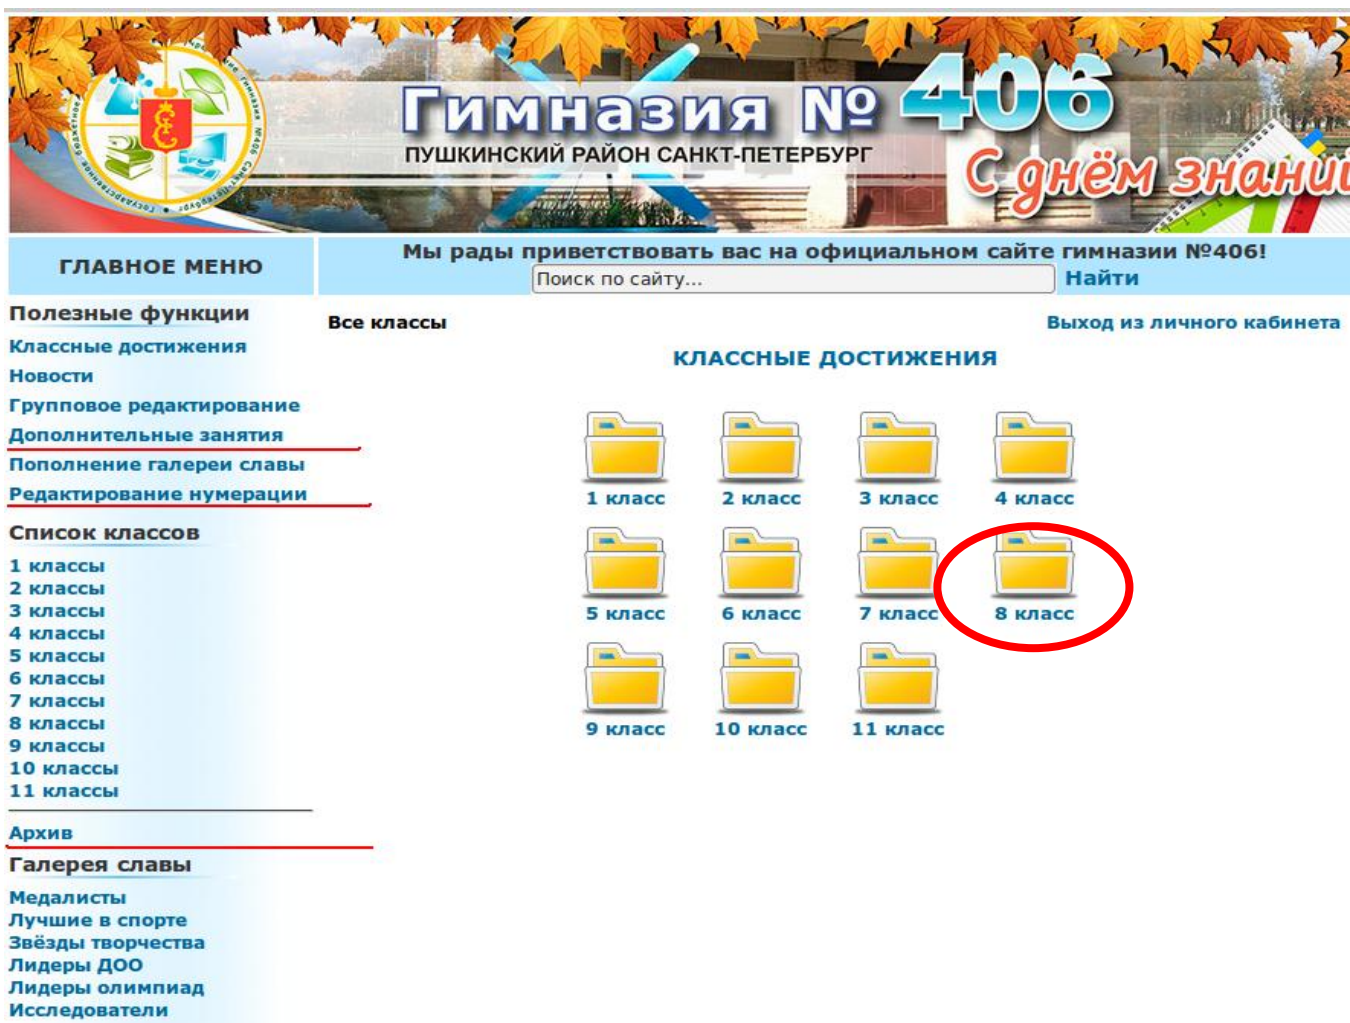 Гимназия № 406
ПУШКИНСКИЙ РАЙОН САНКТ-ПЕТЕРБУРГ
С днём знаний
ГЛАВНОЕ МЕНЮ
Мы рады приветствовать вас на официальном сайте гимназии №406!
Поиск по сайту...
Найти
Полезные функции
Классные достижения
Новости
Групповое редактирование
Дополнительные занятия
Пополнение галереи славы
Редактирование нумерации
Список классов
1 классы
2 классы
3 классы
4 классы
5 классы
6 классы
7 классы
8 классы
9 классы
10 классы
11 классы
Архив
Галерея славы
Медалисты
Лучшие в спорте
Звёзды творчества
Лидеры ДОО
Лидеры олимпиад
Исследователи
Все классы
Выход из личного кабинета
КЛАССНЫЕ ДОСТИЖЕНИЯ
1 класс 2 класс 3 класс 4 класс
5 класс 6 класс 7 класс 8 класс
9 класс 10 класс 11 класс